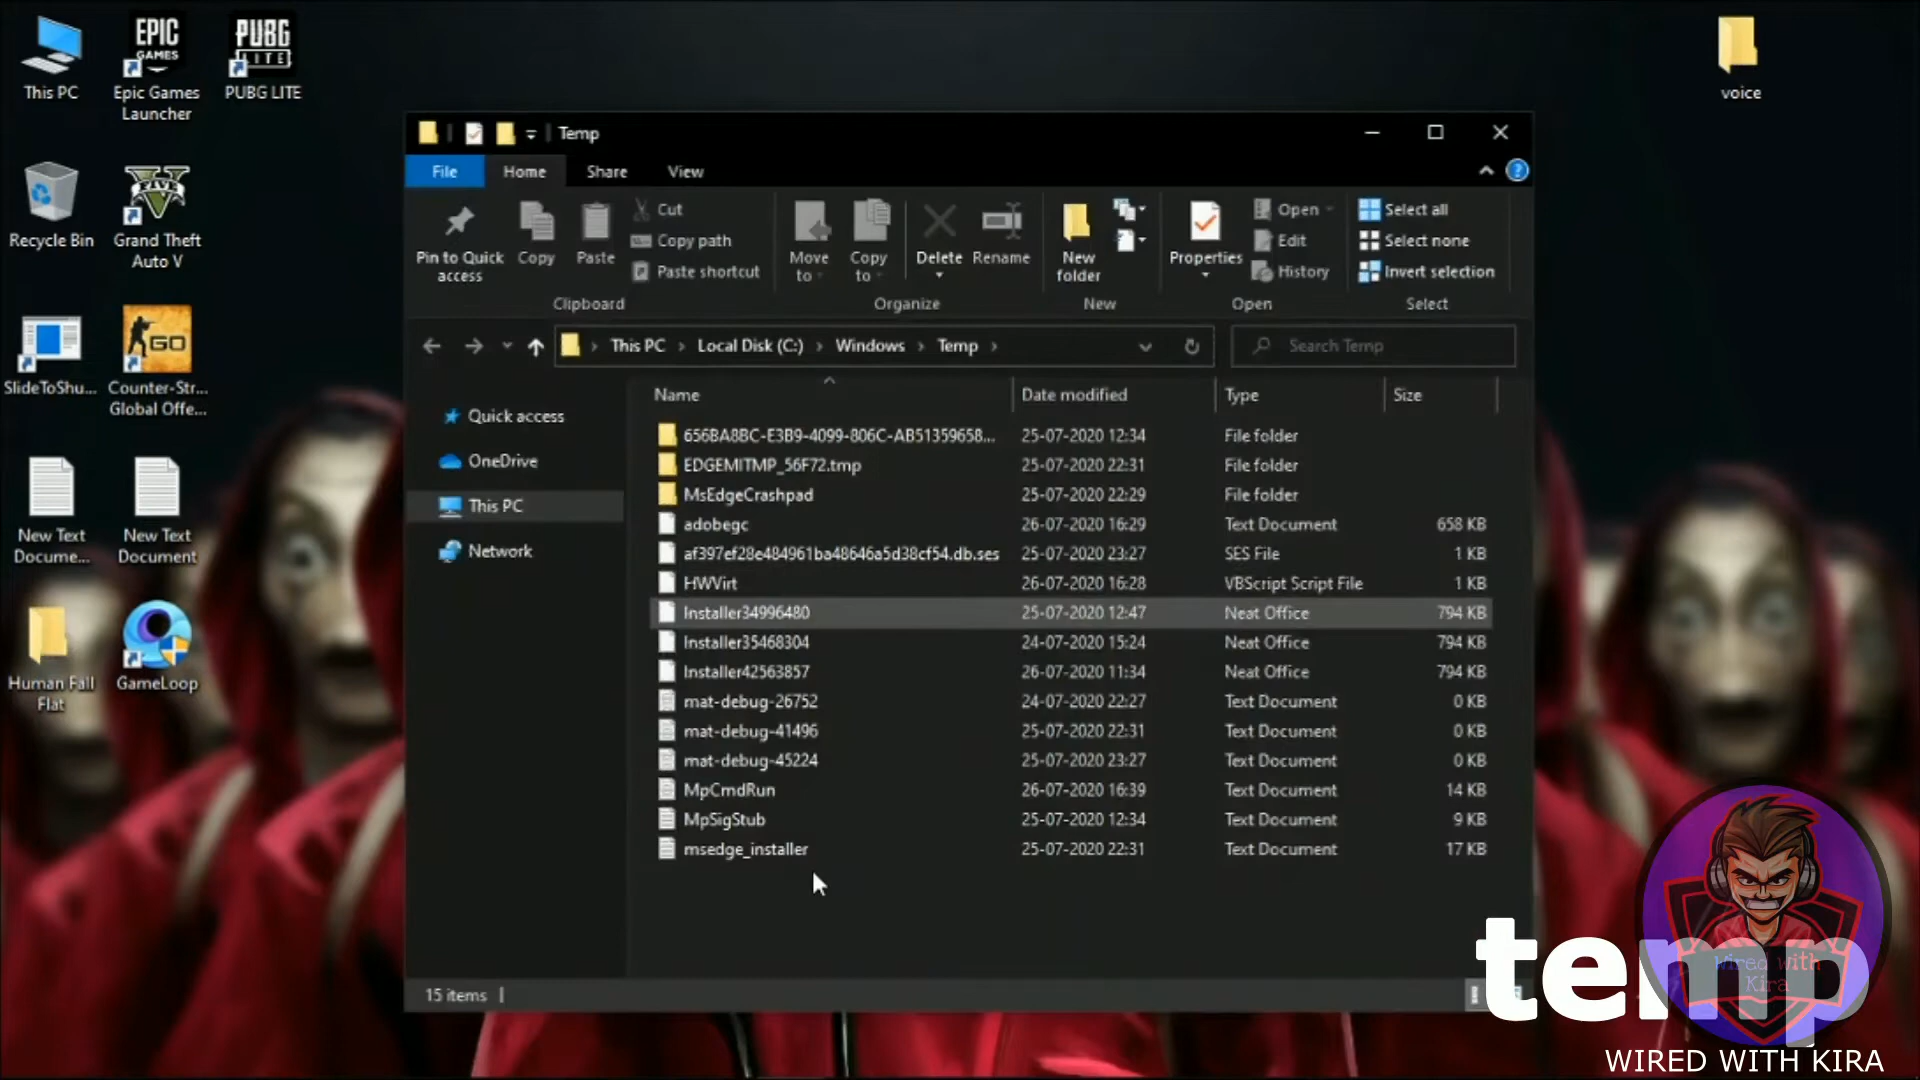 This PC
EPIC
GAMES
Epic Games
Launcher
PUBG
LITE
PUBG LITE
voice
Recycle Bin
FIVE
Grand Theft
Auto V
SlideToShu...
GO
Counter-Str...
Global Offe...
New Text
Docume...
New Text
Document
Human Fall
Flat
GameLoop
Temp
File
Home
Share
View
Pin to Quick
access
Copy
Paste
Cut
Copy path
Paste shortcut
Clipboard
Move
to
Copy
to
Delete
Rename
Organize
New
folder
New
Properties
Open
Edit
History
Open
Select all
Select none
Invert selection
Select
This PC > Local Disk (C:) > Windows > Temp >
Search Temp
Quick access
OneDrive
This PC
Network
Name Date modified Type Size
656BA8BC-E3B9-4099-806C-AB51359658... 25-07-2020 12:34 File folder
EDGEMITMP_56F72.tmp 25-07-2020 22:31 File folder
MsEdgeCrashpad 25-07-2020 22:29 File folder
adobegc 26-07-2020 16:29 Text Document 658 KB
af397ef28e484961ba48646a5d38cf54.db.ses 25-07-2020 23:27 SES File 1 KB
HWVirt 26-07-2020 16:28 VBScript Script File 1 KB
Installer34996480 25-07-2020 12:47 Neat Office 794 KB
Installer35468304 24-07-2020 15:24 Neat Office 794 KB
Installer42563857 26-07-2020 11:34 Neat Office 794 KB
mat-debug-26752 24-07-2020 22:27 Text Document 0 KB
mat-debug-41496 25-07-2020 22:31 Text Document 0 KB
mat-debug-45224 25-07-2020 23:27 Text Document 0 KB
MpCmdRun 26-07-2020 16:39 Text Document 14 KB
MpSigStub 25-07-2020 12:34 Text Document 9 KB
msedge_installer 25-07-2020 22:31 Text Document 17 KB
15 items
temp
Wired with
Kira
WIRED WITH KIRA